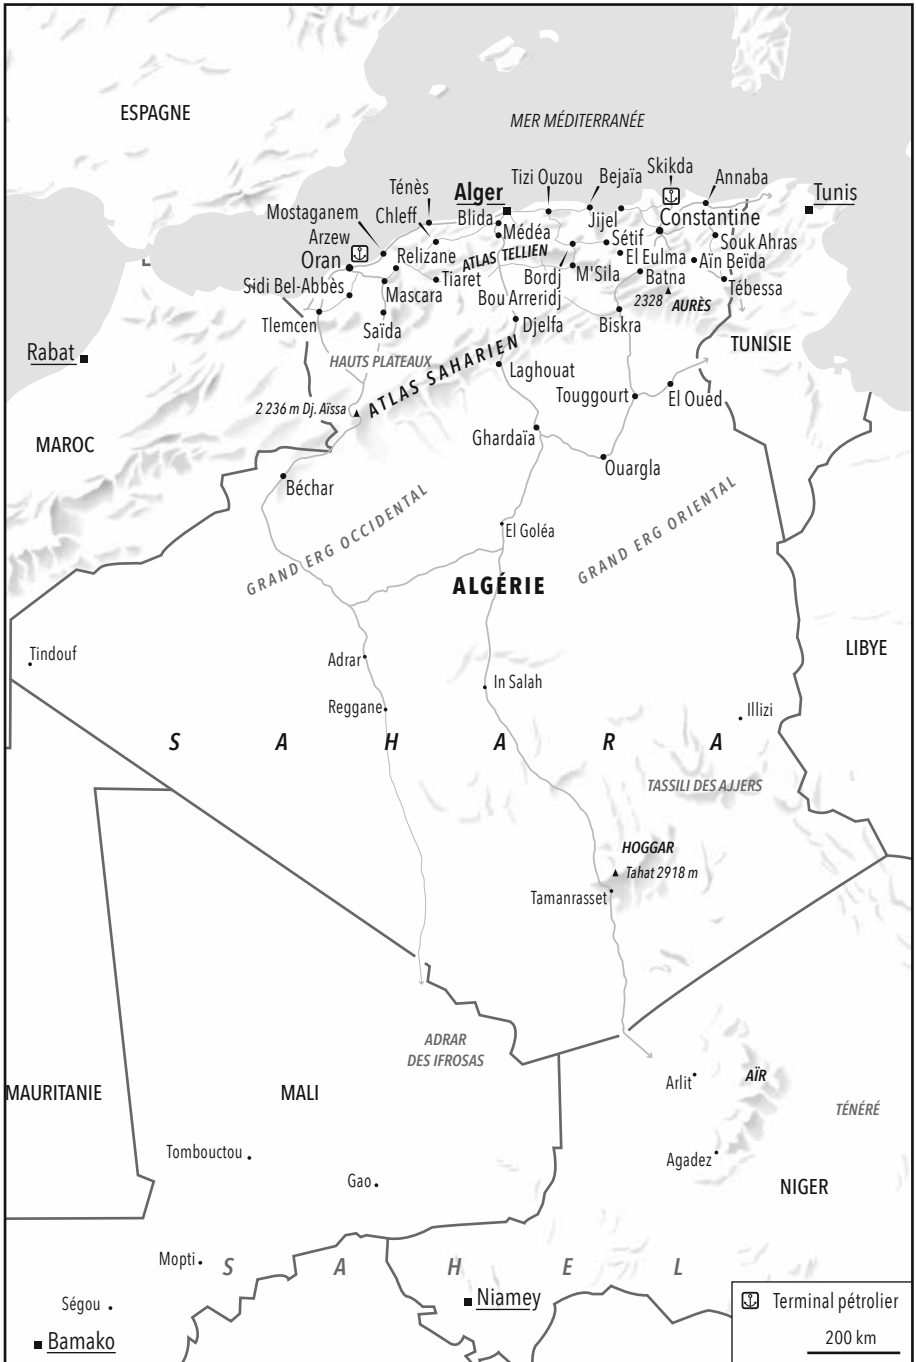 ESPAGNE
MER MÉDITERRANÉE
Skikda
Tizi Ouzou
Bejaïa
Annaba
Ténès
Alger
Tunis
Mostaganem
Chleff
Blida
Jijel
Constantine
Arzew
Médéa
Sétif
Souk Ahras
Oran
Relizane
ATLAS TELLIEN
El Eulma
Aïn Beïda
Sidi Bel-Abbès
Tiaret
Bordj
Bou Arreridj
M'Sila
Batna
Tébessa
Mascara
2328
AURÈS
Tlemcen
Saïda
Djelfa
Biskra
TUNISIE
Rabat
HAUTS PLATEAUX
ATLAS SAHARIEN
Laghouat
Touggourt
El Oued
2 236 m Dj. Aïssa
MAROC
Ghardaïa
Ouargla
Béchar
GRAND ERG OCCIDENTAL
GRAND ERG ORIENTAL
El Goléa
ALGÉRIE
Tindouf
Adrar
LIBYE
In Salah
Reggane
Illizi
SAHARA
TASSILI DES AJJERS
HOGGAR
Tahat 2918 m
Tamanrasset
ADRAR
DES IFROSAS
MAURITANIE
MALI
Arlit
AÏR
TÉNÉRÉ
Tombouctou
Agadez
Gao
NIGER
Mopti
SAHEL
Ségou
Niamey
Bamako
Terminal pétrolier
200 km